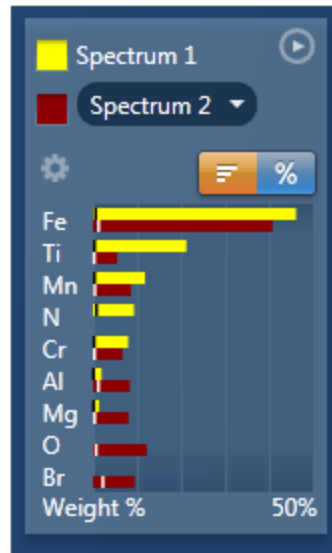 Spectrum 1
Spectrum 2
%
Fe
Ti
Mn
N
Cr
Al
Mg
O
Br
Weight % 50%